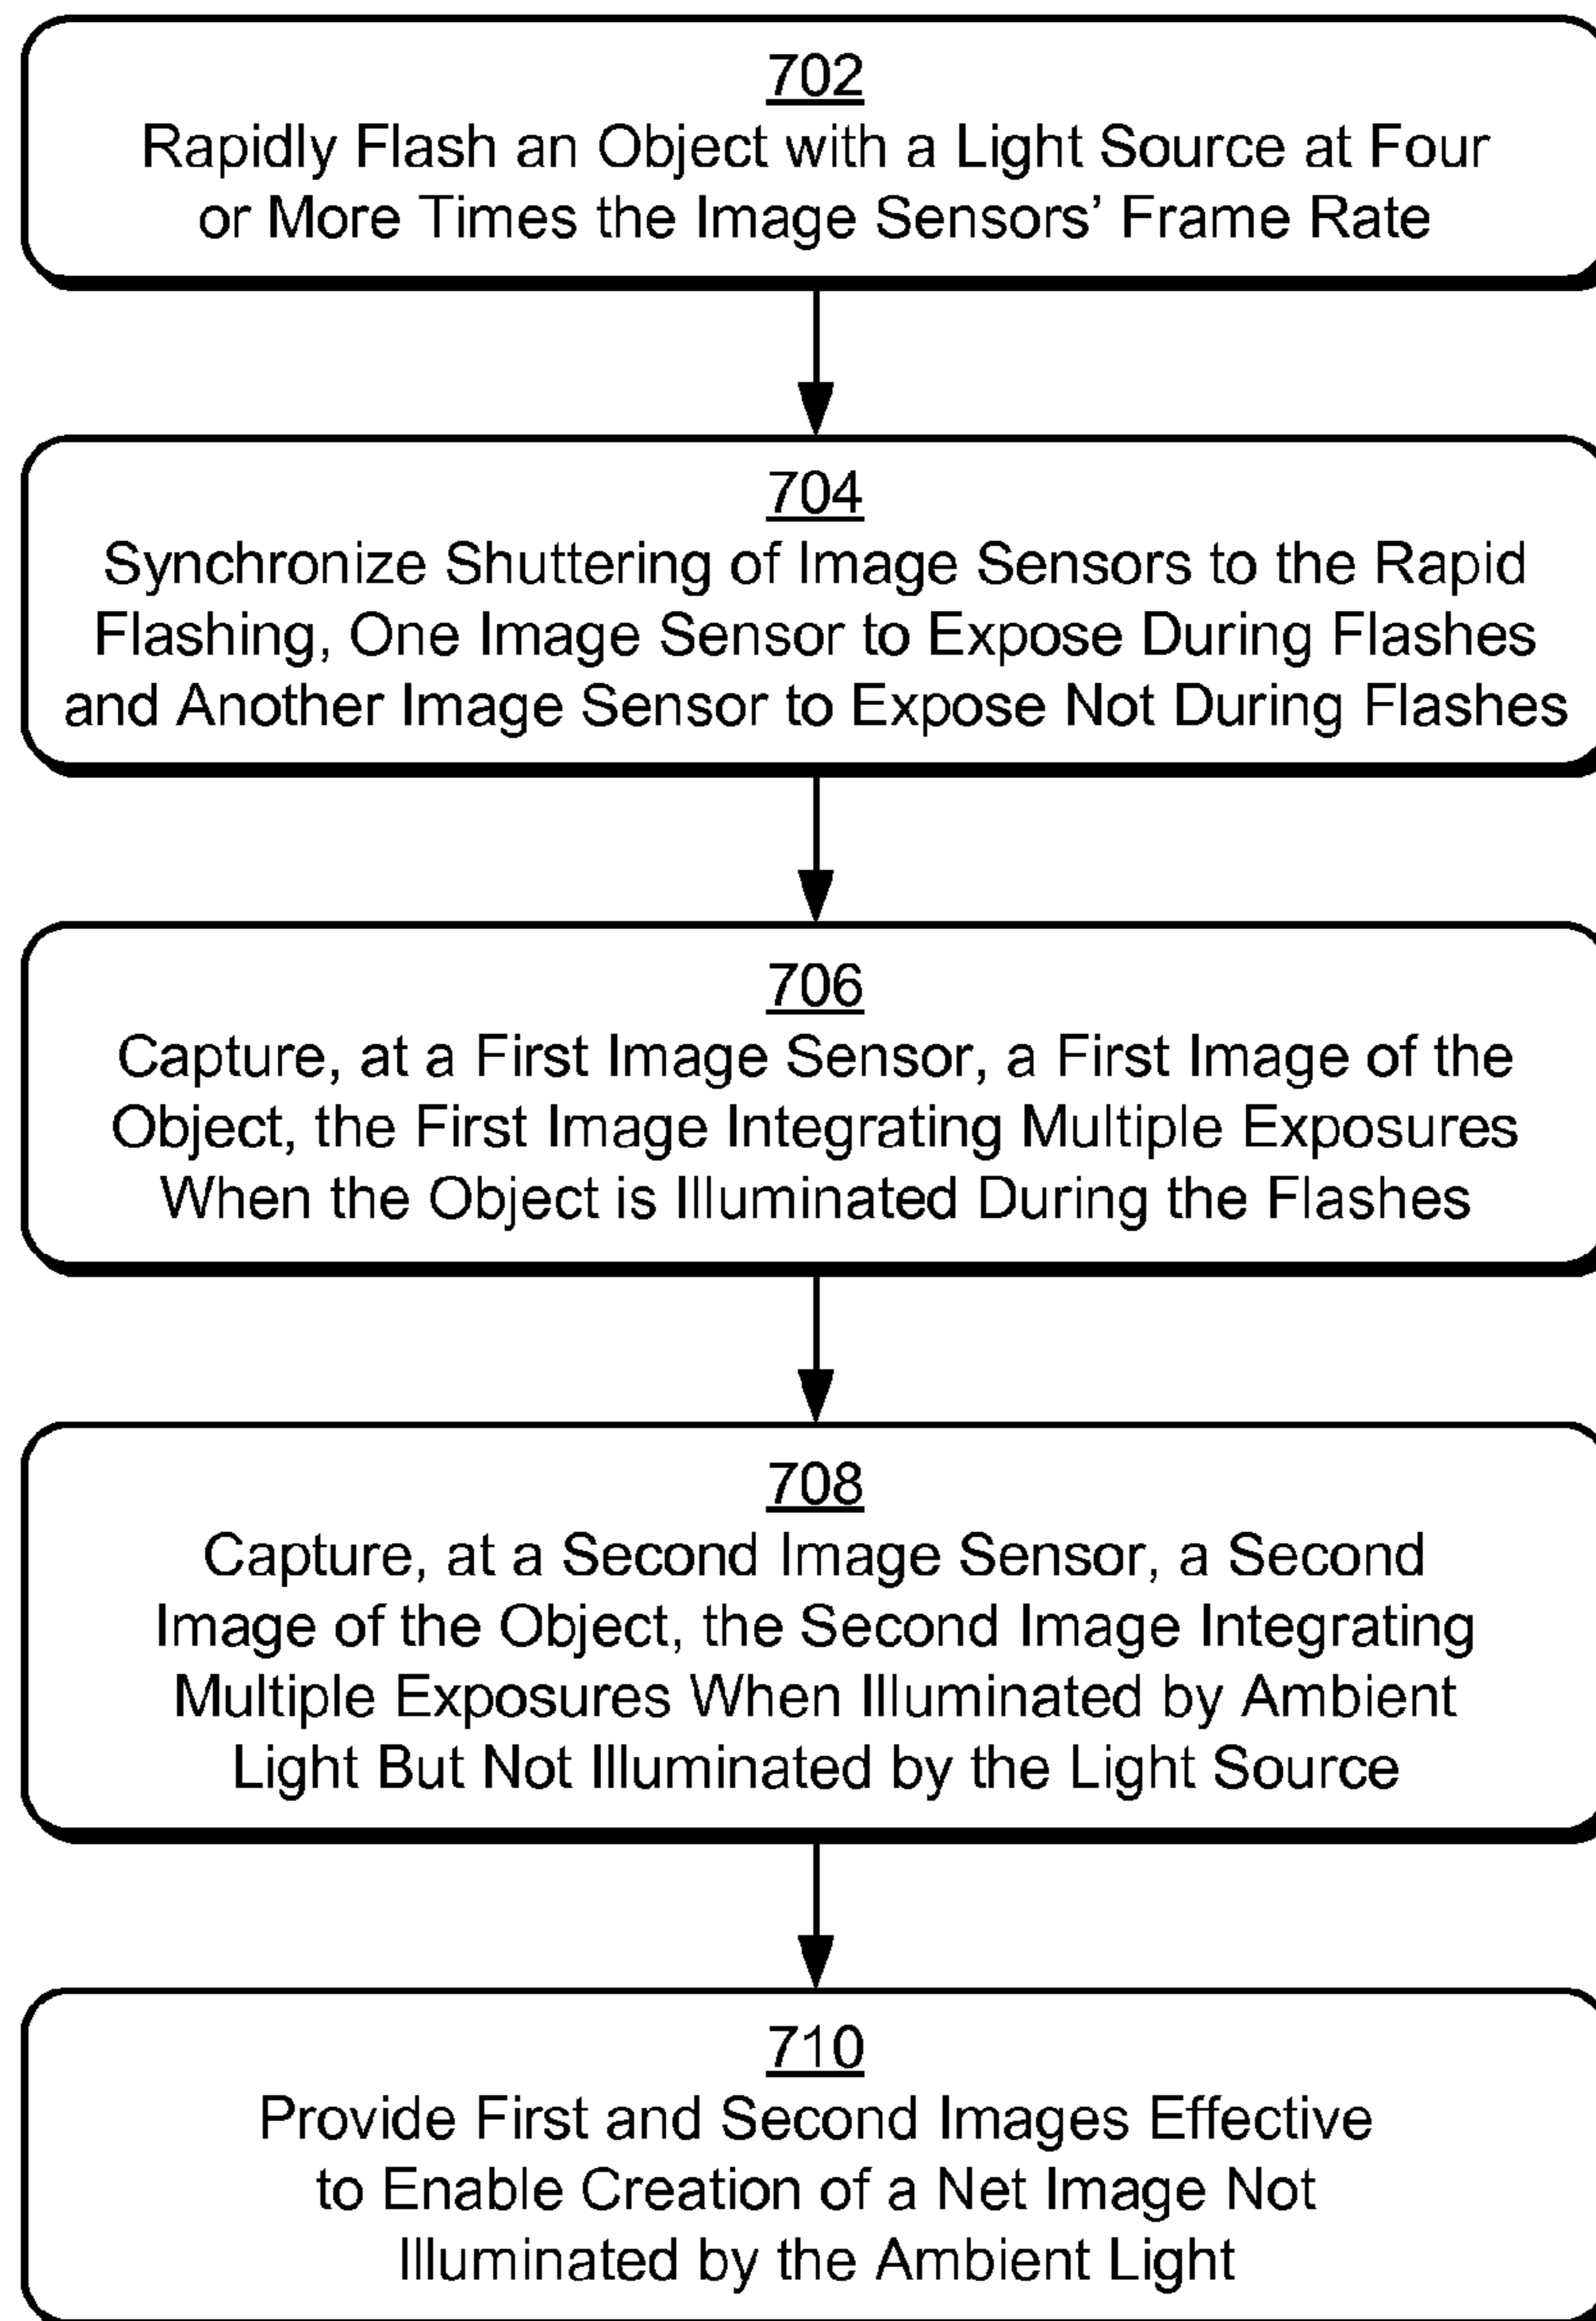 702
Rapidly Flash an Object with a Light Source at Four
or More Times the Image Sensors’ Frame Rate
704
Synchronize Shuttering of Image Sensors to the Rapid
Flashing, One Image Sensor to Expose During Flashes
and Another Image Sensor to Expose Not During Flashes
706
Capture, at a First Image Sensor, a First Image of the
Object, the First Image Integrating Multiple Exposures
When the Object is Illuminated During the Flashes
708
Capture, at a Second Image Sensor, a Second
Image of the Object, the Second Image Integrating
Multiple Exposures When Illuminated by Ambient
Light But Not Illuminated by the Light Source
710
Provide First and Second Images Effective
to Enable Creation of a Net Image Not
Illuminated by the Ambient Light